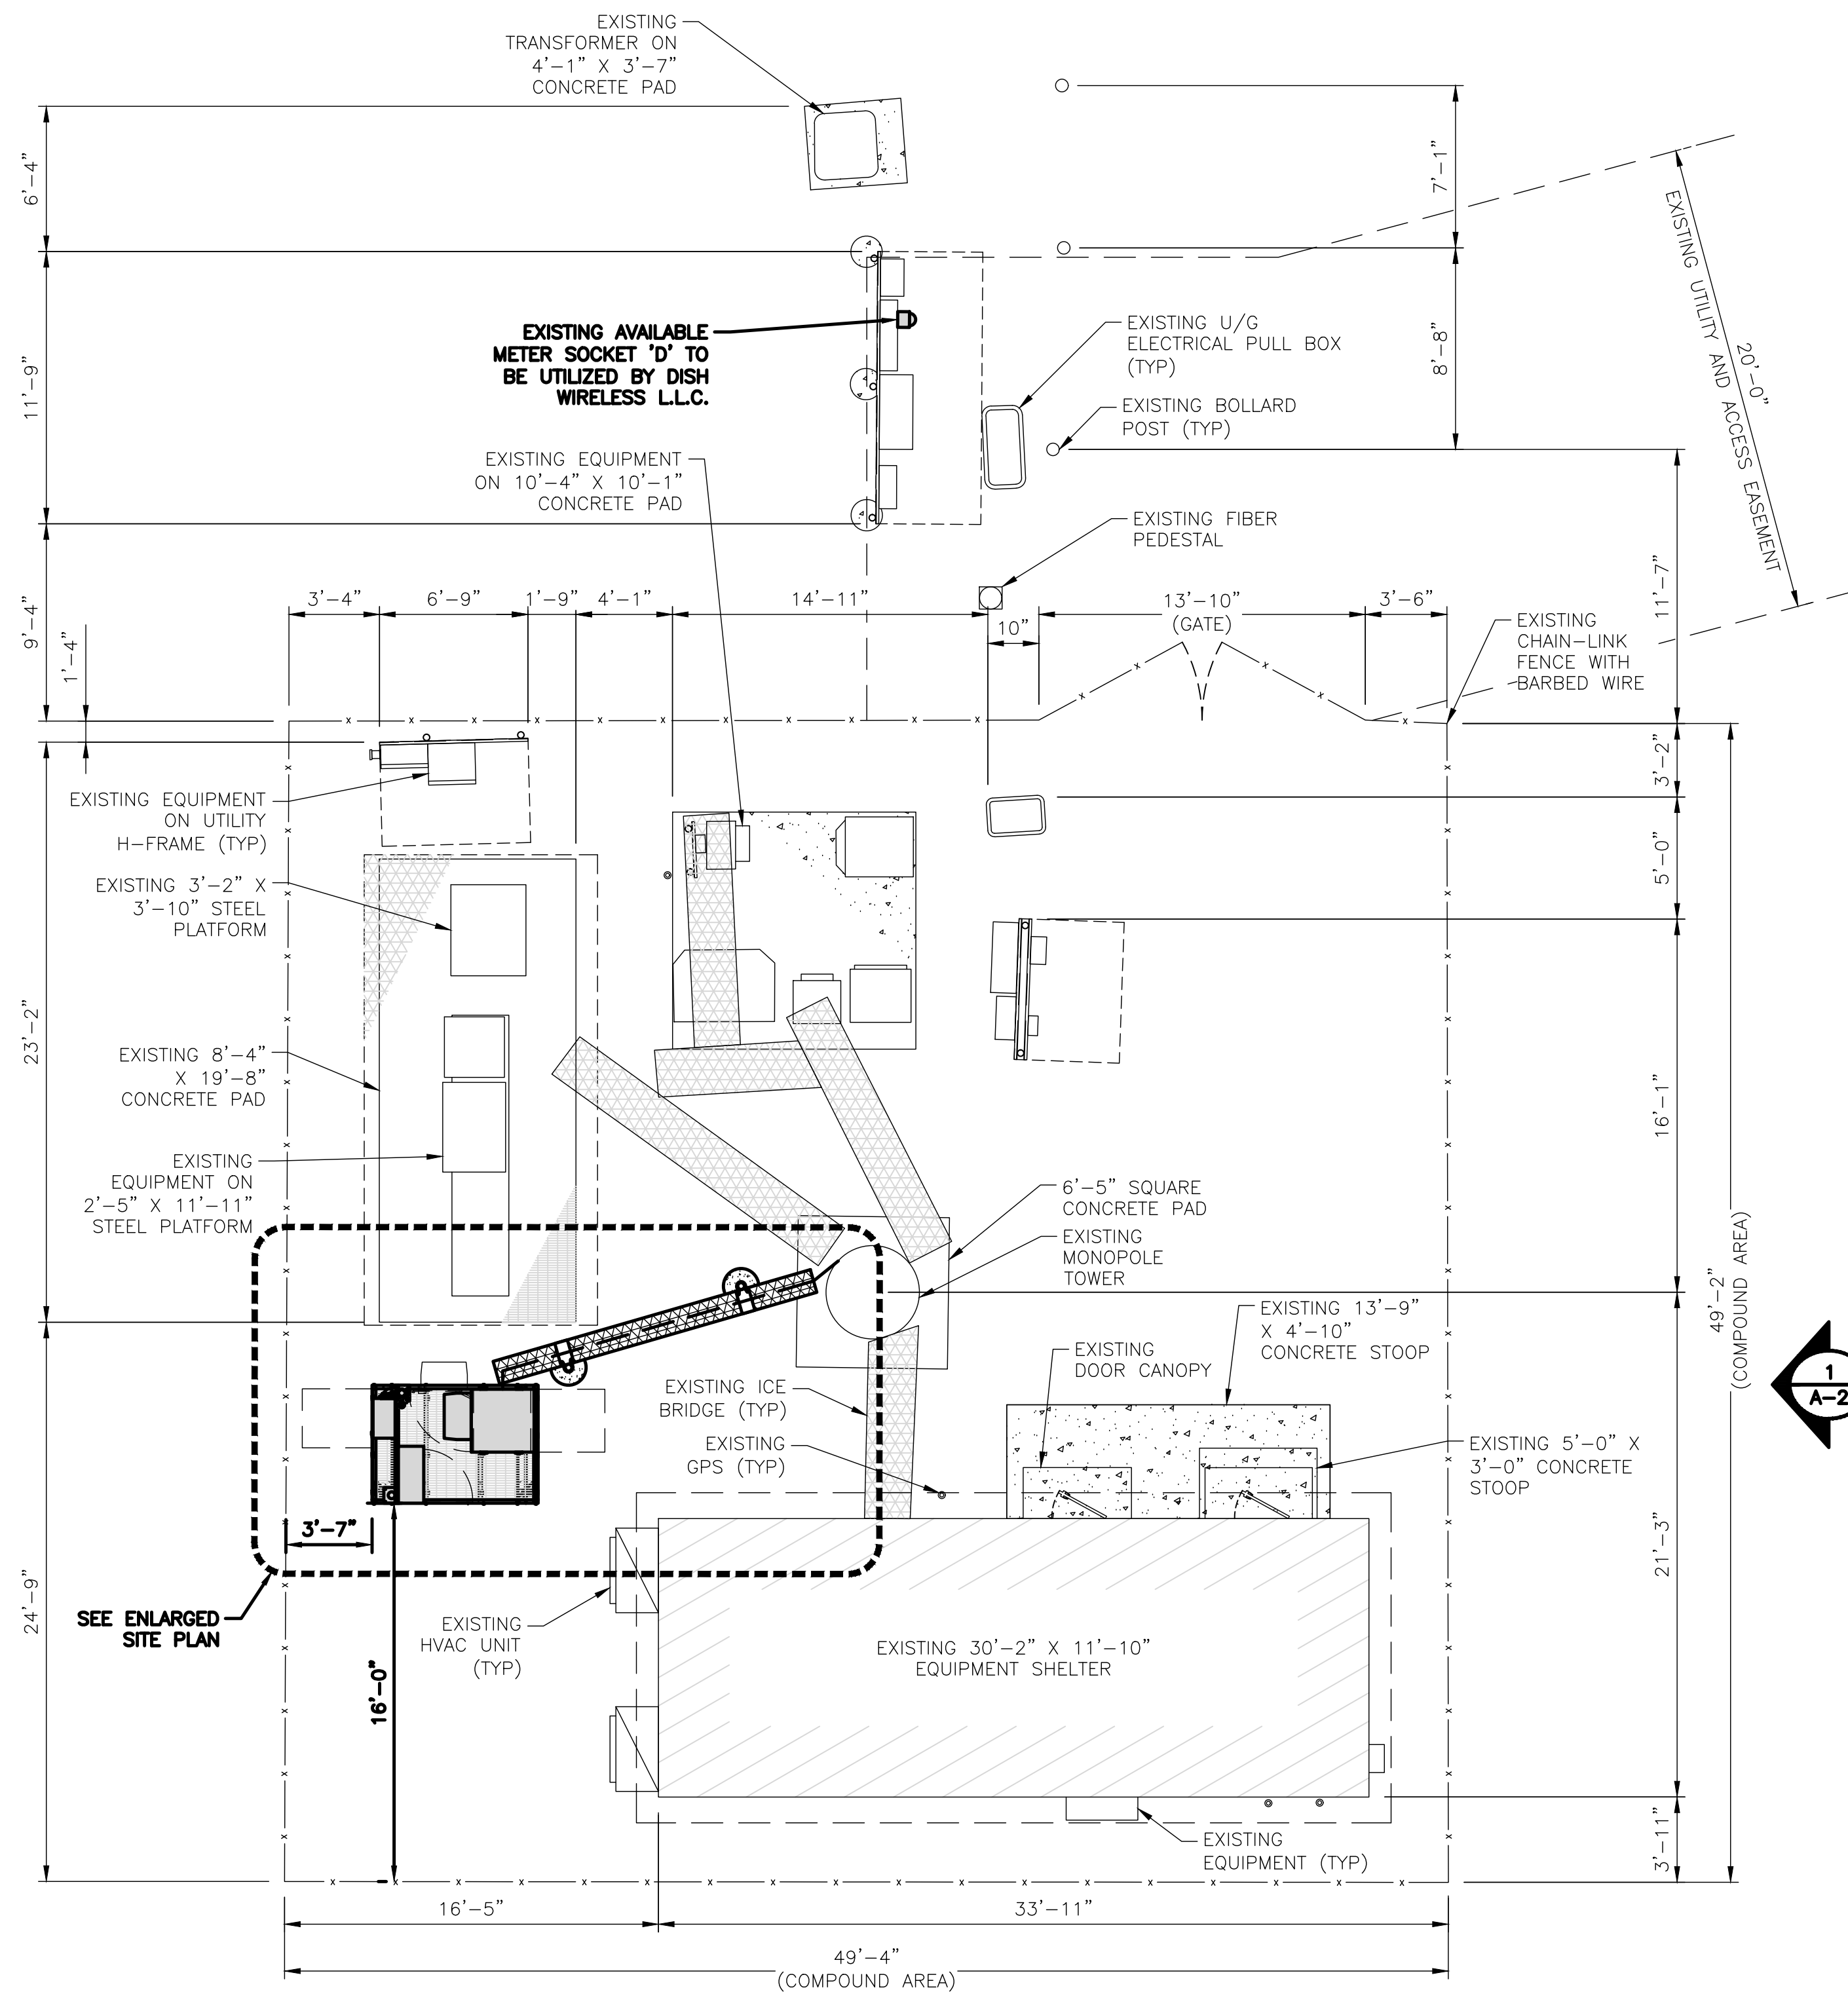 EXISTING
TRANSFORMER ON
4'-1" X 3'-7"
CONCRETE PAD
6'-4"
7'-1"
EXISTING UTILITY AND ACCESS EASEMENT
20'-0"
EXISTING AVAILABLE
METER SOCKET 'D' TO
BE UTILIZED BY DISH
WIRELESS L.L.C.
EXISTING U/G
ELECTRICAL PULL BOX
(TYP)
8'-8"
11'-9"
EXISTING BOLLARD
POST (TYP)
EXISTING EQUIPMENT
ON 10'-4" X 10'-1"
CONCRETE PAD
EXISTING FIBER
PEDESTAL
9'-4"
1'-4"
3'-4"
6'-9"
1'-9"
4'-1"
14'-11"
10"
13'-10"
(GATE)
3'-6"
11'-7"
EXISTING
CHAIN-LINK
FENCE WITH
BARBED WIRE
3'-2"
EXISTING EQUIPMENT
ON UTILITY
H-FRAME (TYP)
5'-0"
EXISTING 3'-2" X
3'-10" STEEL
PLATFORM
23'-2"
EXISTING 8'-4"
X 19'-8"
CONCRETE PAD
16'-1"
EXISTING
EQUIPMENT ON
2'-5" X 11'-11"
STEEL PLATFORM
6'-5" SQUARE
CONCRETE PAD
EXISTING
MONOPOLE
TOWER
49'-2"
(COMPOUND AREA)
EXISTING 13'-9"
X 4'-10"
CONCRETE STOOP
EXISTING
DOOR CANOPY
1
A-2
EXISTING ICE
BRIDGE (TYP)
EXISTING
GPS (TYP)
EXISTING 5'-0" X
3'-0" CONCRETE
STOOP
3'-7"
21'-3"
24'-9"
SEE ENLARGED
SITE PLAN
EXISTING
HVAC UNIT
(TYP)
16'-0"
EXISTING 30'-2" X 11'-10"
EQUIPMENT SHELTER
EXISTING
EQUIPMENT (TYP)
3'-11"
16'-5"
33'-11"
49'-4"
(COMPOUND AREA)